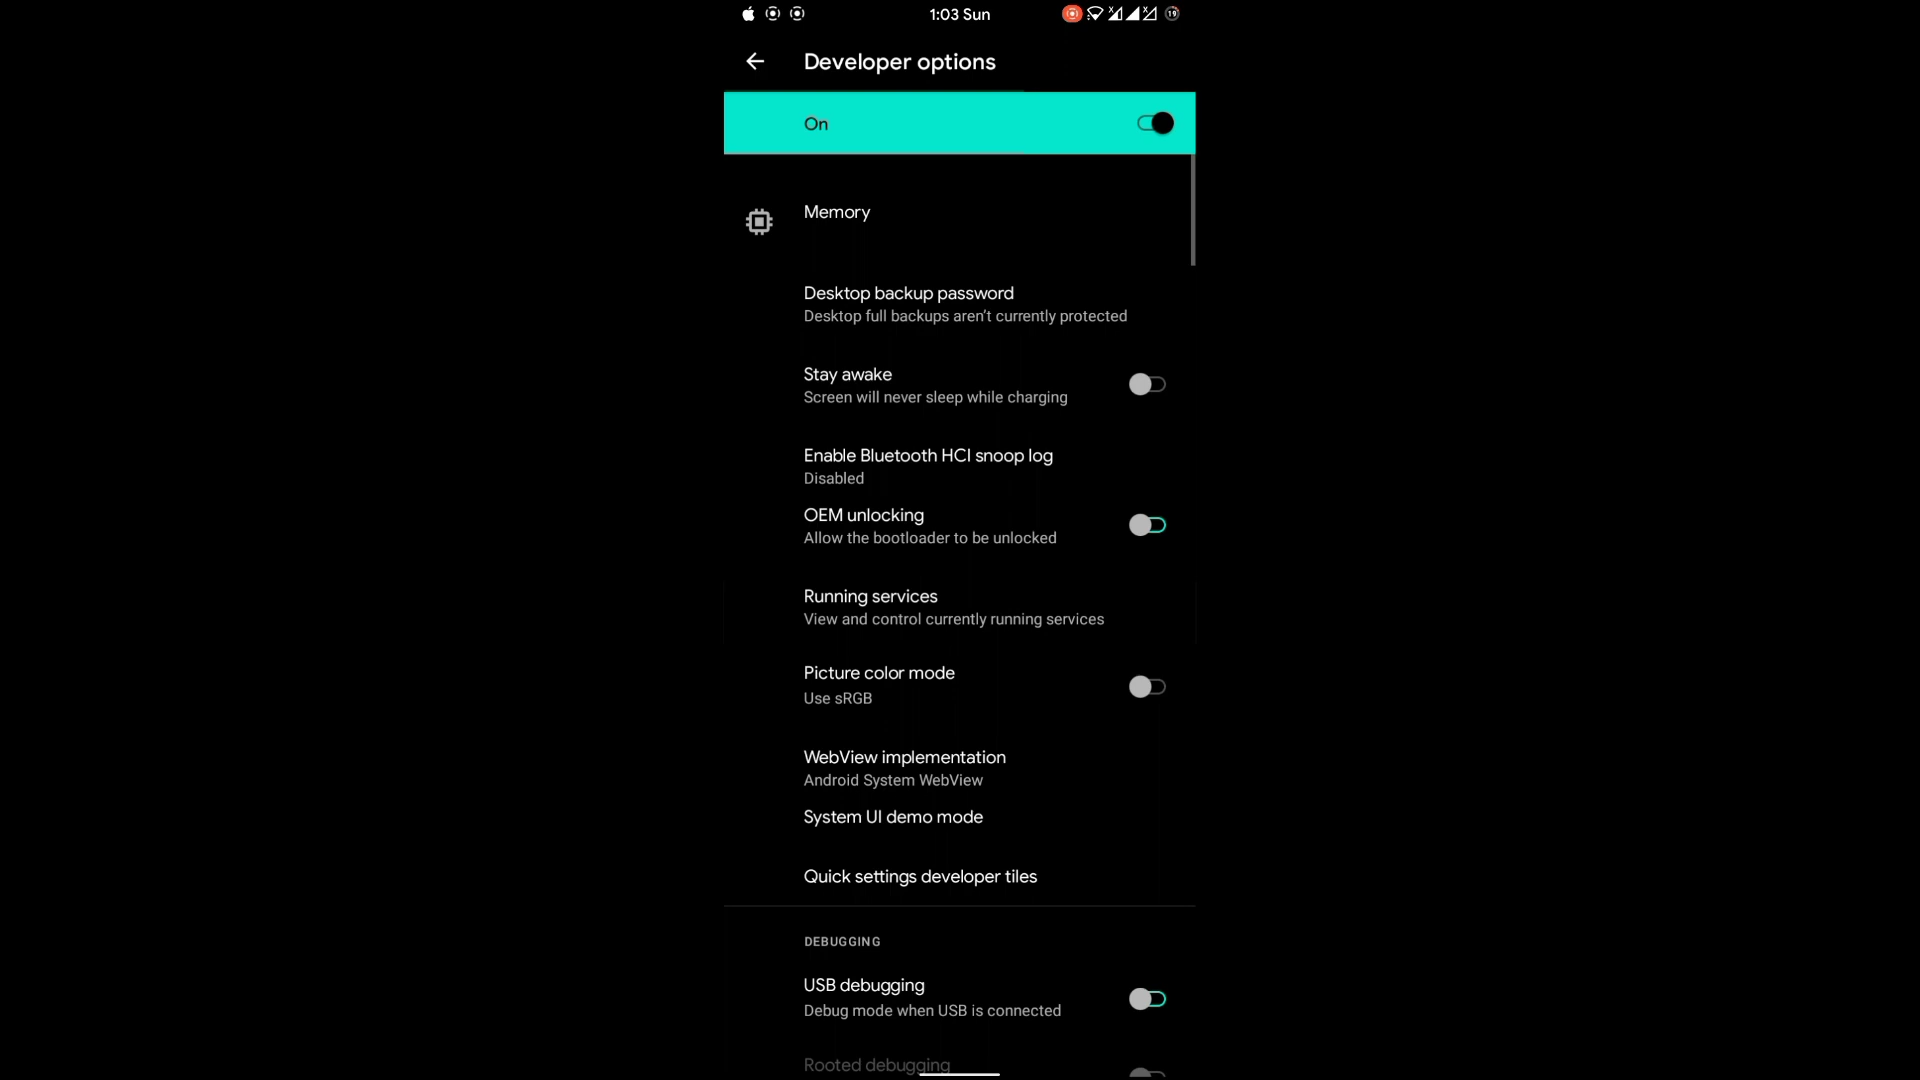 1:03 Sun
19
Developer options
On
Memory
Desktop backup password
Desktop full backups aren't currently protected
Stay awake
Screen will never sleep while charging
Enable Bluetooth HCI snoop log
Disabled
OEM unlocking
Allow the bootloader to be unlocked
Running services
View and control currently running services
Picture color mode
Use sRGB
WebView implementation
Android System WebView
System UI demo mode
Quick settings developer tiles
DEBUGGING
USB debugging
Debug mode when USB is connected
Rooted debugging